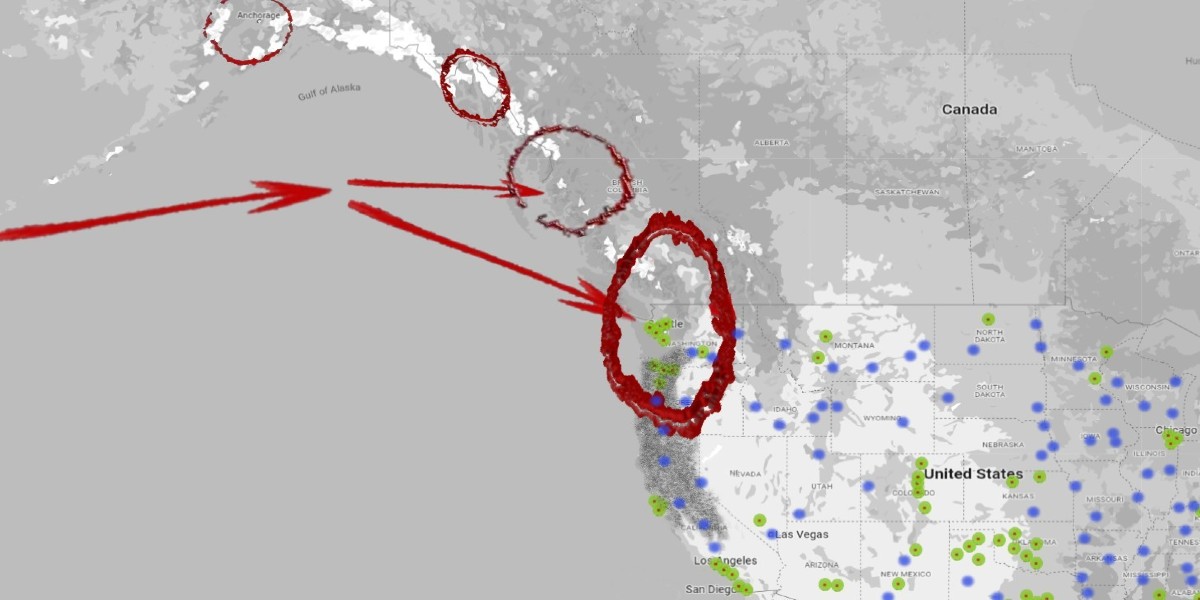 Anchorage
Gulf of Alaska
Canada
ALBERTA
MANITOBA
SASKATCHEWAN
BRITISH
COLUMBIA
NORTH
DAKOTA
WASHINGTON
MONTANA
MINNESOTA
SOUTH
DAKOTA
WISCONSIN
IDAHO
WYOMING
Chicago
IOWA
NEBRASKA
ILLINOIS
United States
NEVADA
UTAH
COLORADO
KANSAS
MISSOURI
CALIFORNIA
Las Vegas
OKLAHOMA
Los Angeles
ARIZONA
NEW MEXICO
ARKANSAS
MISSISSIPPI
San Diego